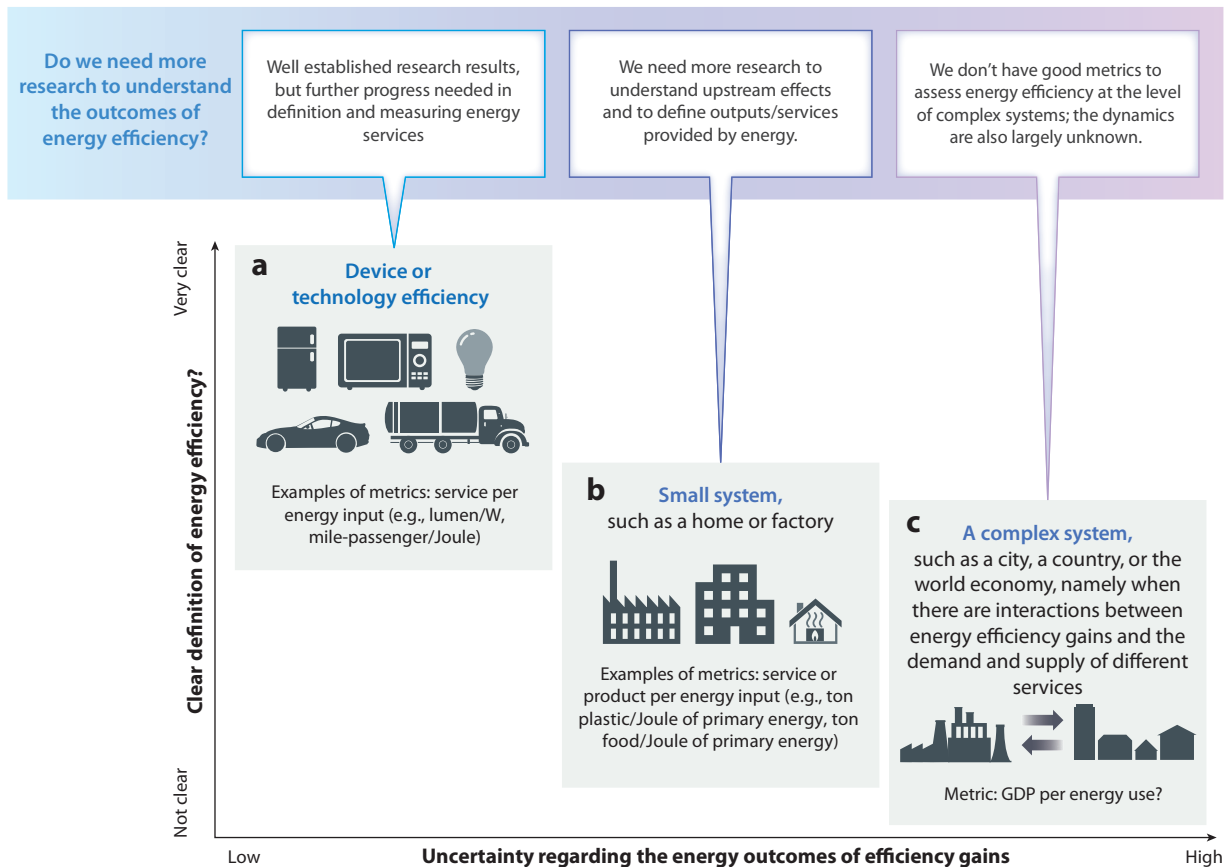 Do we need more
research to understand
the outcomes of
energy efficiency?
Well established research results,
but further progress needed in
definition and measuring energy
services
We need more research to
understand upstream effects
and to define outputs/services
provided by energy.
We don't have good metrics to
assess energy efficiency at the level
of complex systems; the dynamics
are also largely unknown.
Very clear
Clear definition of energy efficiency?
Not clear
a
Device or
technology efficiency
Examples of metrics: service per
energy input (e.g., lumen/W,
mile-passenger/Joule)
b
Small system,
such as a home or factory
Examples of metrics: service or
product per energy input (e.g., ton
plastic/Joule of primary energy, ton
food/Joule of primary energy)
c
A complex system,
such as a city, a country, or the
world economy, namely when
there are interactions between
energy efficiency gains and the
demand and supply of different
services
Metric: GDP per energy use?
Low
Uncertainty regarding the energy outcomes of efficiency gains
High